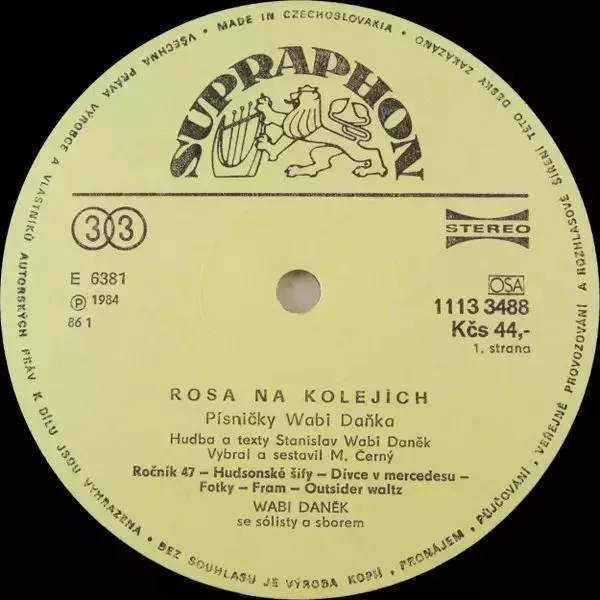 • MADE IN CZECHOSLOVAKIA • VŠECHNA PRÁVA VÝROBCE A VLASTNÍKŮ AUTORSKÝCH PRÁV K DÍLU JSOU VYHRAZENA • BEZ SOUHLASU JE VÝROBA KOPIÍ, PRONÁJEM, PŮJČOVÁNÍ, VEŘEJNÉ PROVOZOVÁNÍ A ROZHLASOVÉ ŠÍŘENÍ TÉTO DESKY ZAKÁZÁNO
SUPRAPHON
33
STEREO
E 6381
Ⓟ 1984
86 1
OSA
1113 3488
Kčs 44,-
1. strana
ROSA NA KOLEJÍCH
Písničky Wabi Daňka
Hudba a texty Stanislav Wabi Daněk
Vybral a sestavil M. Černý
Ročník 47 – Hudsonské šífy – Dívce v mercedesu –
Fotky – Fram – Outsider waltz
WABI DANĚK
se sólisty a sborem